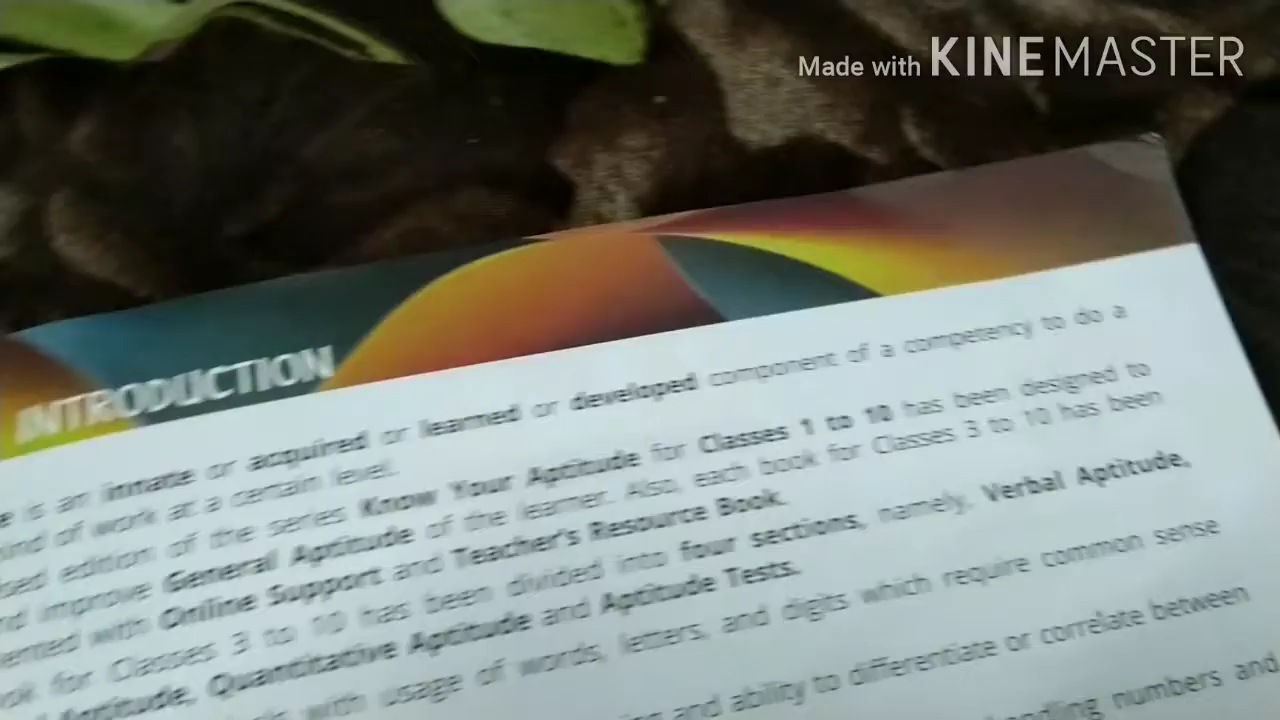 Made with KINEMASTER
INTRODUCTION
is an innate or acquired or learned or developed component of a competency to do a
kind of work at a certain level.
edition of the series Know Your Aptitude for Classes 1 to 10 has been designed to
improve General Aptitude of the learner. Also, each book for Classes 3 to 10 has been
with Online Support and Teacher's Resource Book.
for Classes 3 to 10 has been divided into four sections, namely, Verbal Aptitude,
Aptitude, Quantitative Aptitude and Aptitude Tests.
with usage of words, letters, and digits which require common sense
and ability to differentiate or correlate between
handling numbers and